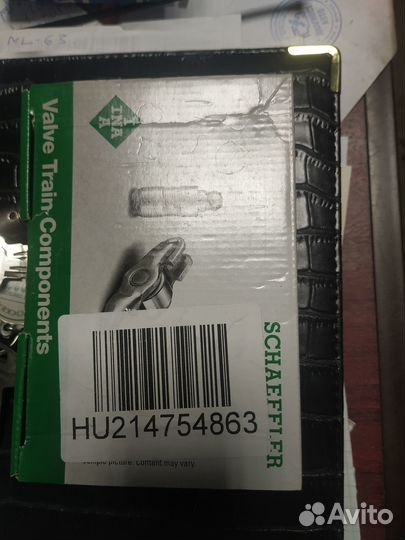 ML-63
INA
Valve Train Components
SCHAEFFLER
HU214754863
Sample picture. Content may vary.
Avito